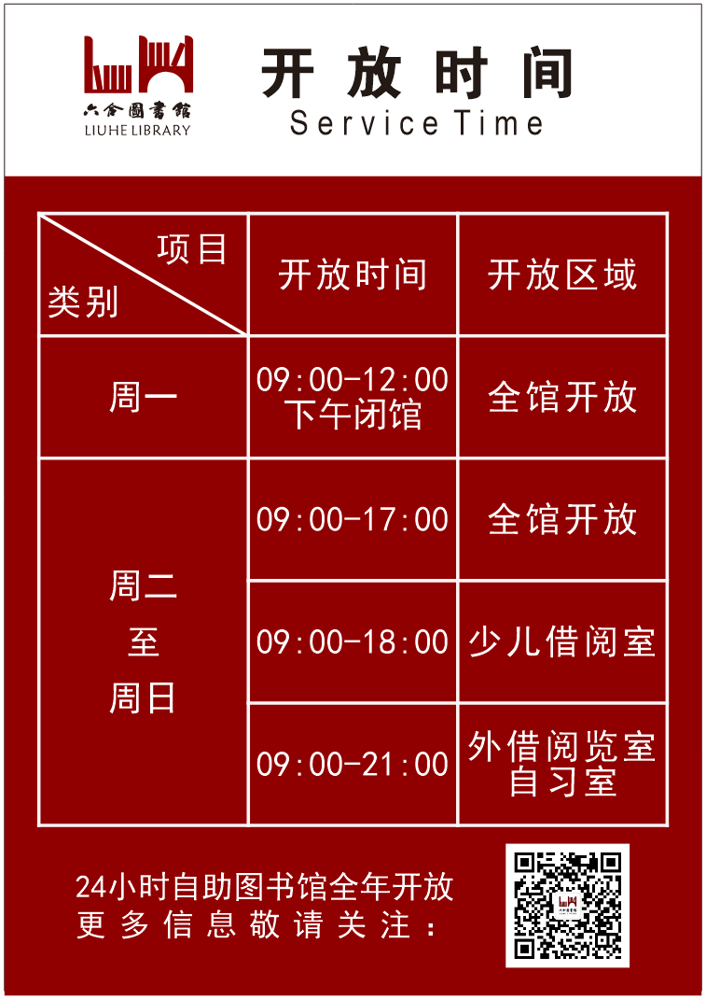 六合圖書館
LIUHE LIBRARY
开放时间
Service Time
项目
类别
开放时间
开放区域
周一
09:00-12:00
下午闭馆
全馆开放
周二
至
周日
09:00-17:00
全馆开放
09:00-18:00
少儿借阅室
09:00-21:00
外借阅览室
自习室
24小时自助图书馆全年开放
更多信息敬请关注：